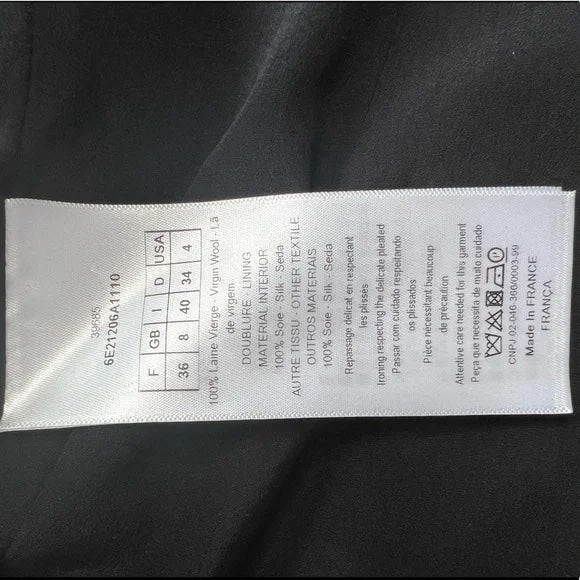 39685
6E21206A1110
F GB I D USA
36 8 40 34 4
100% Laine Vierge - Virgin Wool - Lã
de virgem
DOUBLURE - LINING
MATERIAL INTERIOR
100% Soie - Silk - Seda
AUTRE TISSU - OTHER TEXTILE
OUTROS MATERIAIS
100% Soie - Silk - Seda
Repassage délicat en respectant
les plisses
Ironing respecting the delicate pleated
Passar com cuidado respeitando
os plissados
Pièce nécessitant beaucoup
de précaution
Attentive care needed for this garment
Peça que necessita de muito cuidado
CNPJ 02-046-360/0003-99
Made In FRANCE
FRANÇA